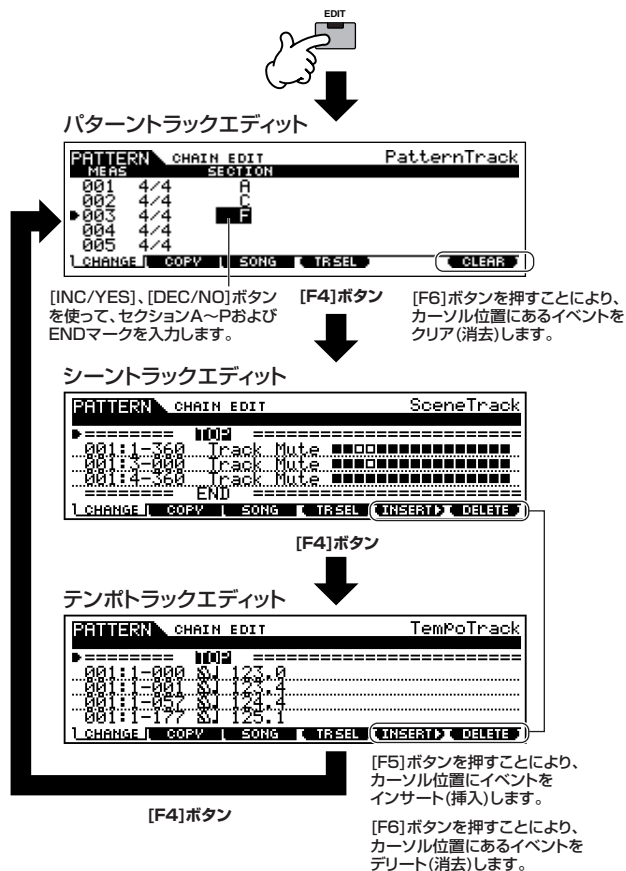 EDIT
パターントラックエディット
PATTERN CHAIN EDIT PatternTrack
MEAS SECTION
001 4/4 A
002 4/4 C
003 4/4 F
004 4/4
005 4/4
CHANGE COPY SONG TR SEL CLEAR
[INC/YES]、[DEC/NO]ボタン
を使って、セクションA~Pおよび
ENDマークを入力します。
[F4]ボタン
[F6]ボタンを押すことにより、
カーソル位置にあるイベントを
クリア(消去)します。
シーントラックエディット
PATTERN CHAIN EDIT SceneTrack
======== TOP ================
001:1-360 Track Mute
001:3-000 Track Mute
001:4-360 Track Mute
======== END ================
CHANGE COPY SONG TR SEL INSERT DELETE
[F4]ボタン
テンポトラックエディット
PATTERN CHAIN EDIT TempoTrack
======== TOP ================
001:1-000 123.0
001:1-001 123.4
001:1-057 124.4
001:1-177 125.1
CHANGE COPY SONG TR SEL INSERT DELETE
[F5]ボタンを押すことにより、
カーソル位置にイベントを
インサート(挿入)します。
[F4]ボタン
[F6]ボタンを押すことにより、
カーソル位置にあるイベントを
デリート(消去)します。